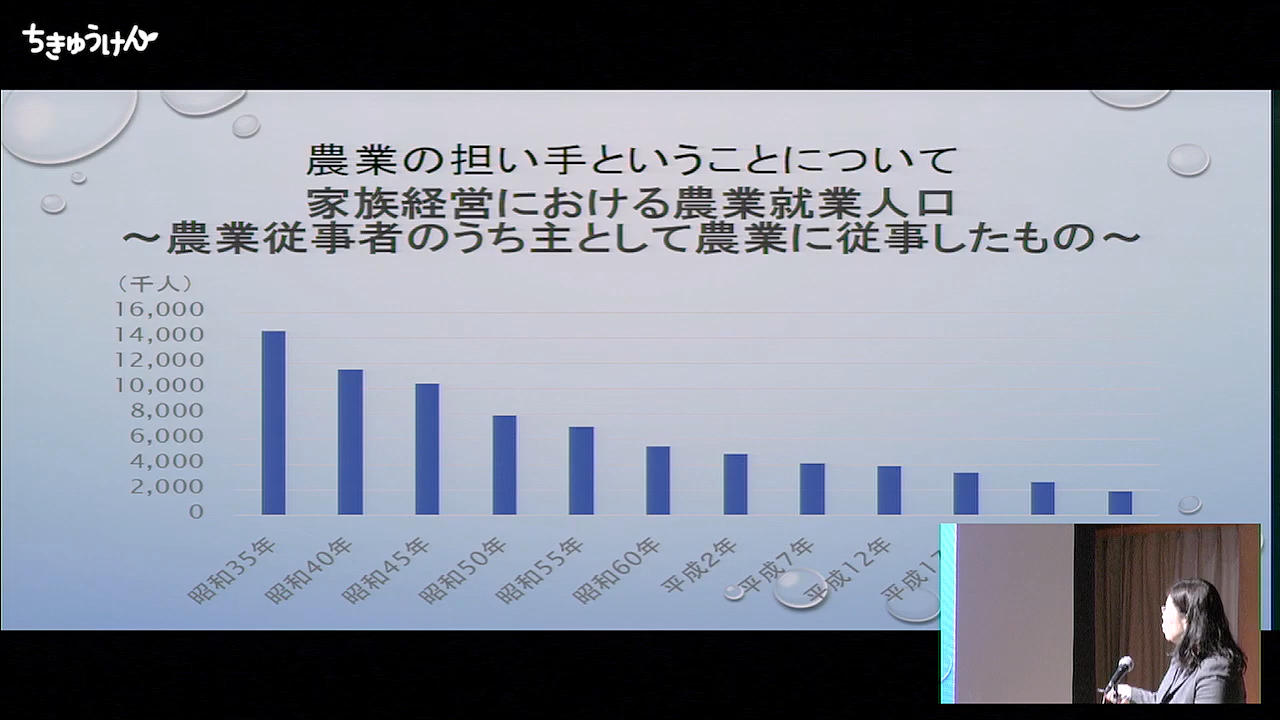 ちきゅうけん
農業の担い手ということについて
家族経営における農業就業人口
～農業従事者のうち主として農業に従事したもの～
（千人）
16,000
14,000
12,000
10,000
8,000
6,000
4,000
2,000
0
昭和35年
昭和40年
昭和45年
昭和50年
昭和55年
昭和60年
平成2年
平成7年
平成12年
平成1